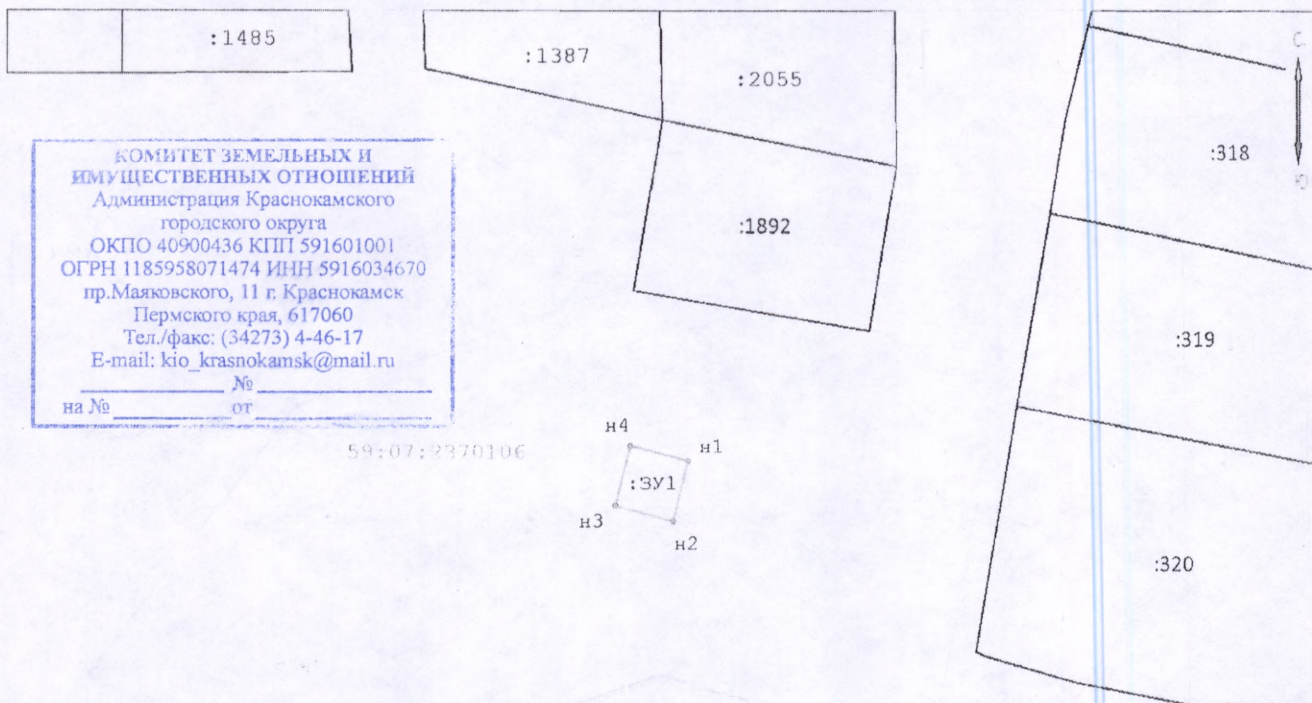 :1485
:1387
:2055
С
:318
КОМИТЕТ ЗЕМЕЛЬНЫХ И
ИМУЩЕСТВЕННЫХ ОТНОШЕНИЙ
Администрация Краснокамского
городского округа
ОКПО 40900436 КПП 591601001
ОГРН 1185958071474 ИНН 5916034670
пр.Маяковского, 11 г. Краснокамск
Пермского края, 617060
Тел./факс: (34273) 4-46-17
E-mail: kio_krasnokamsk@mail.ru
№
на № от
:1892
Ю
:319
59:07:2370106
н4
н1
:ЗУ1
н3
н2
:320